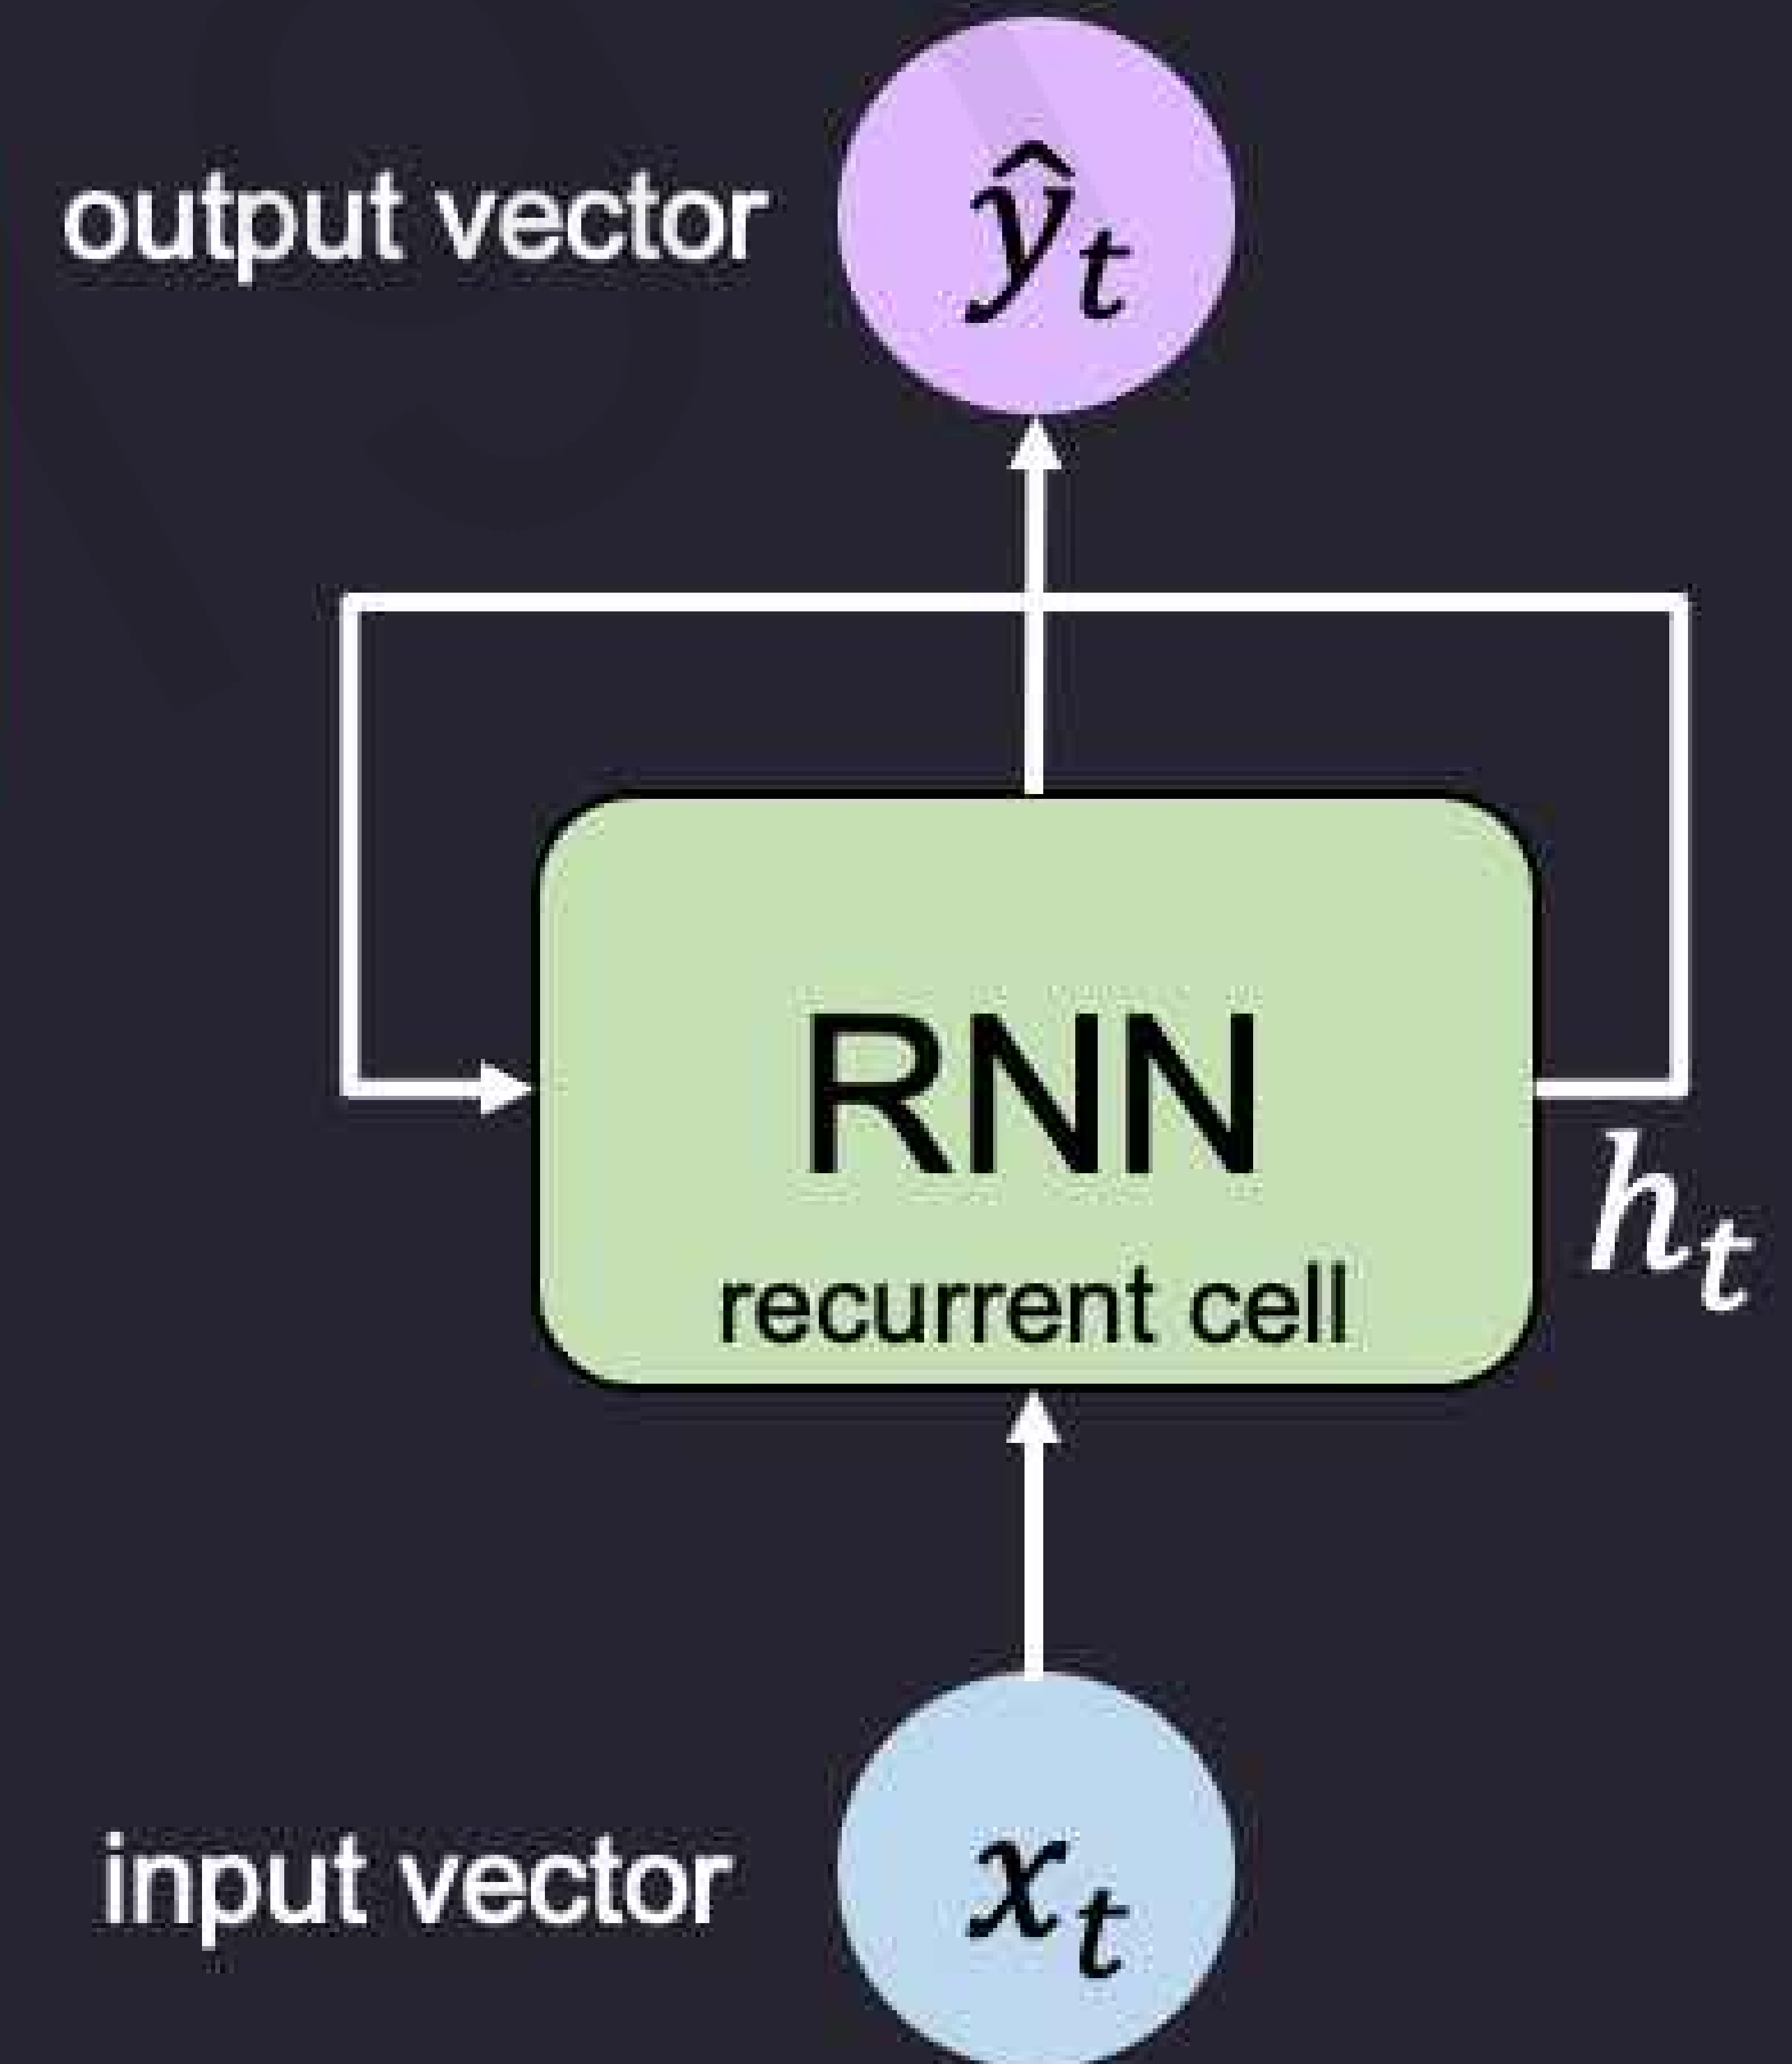 output vector
ŷt
RNN
ht
recurrent cell
input vector
xt